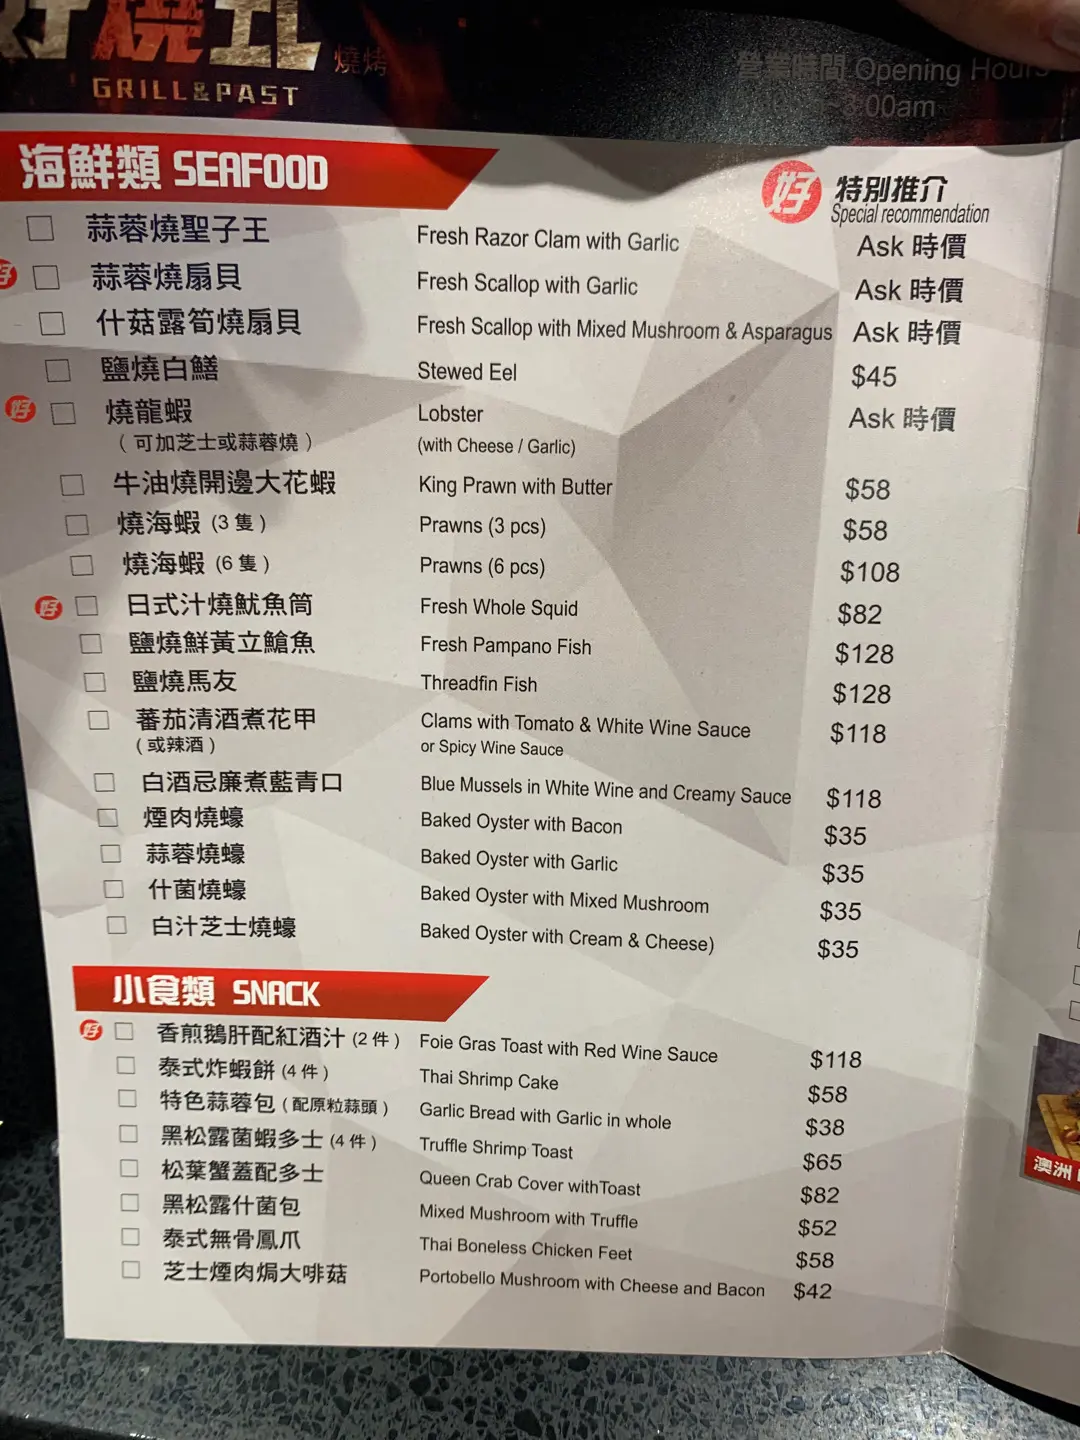 好燒
燒烤
GRILL&PAST
營業時間 Opening Hours
3:00am
海鮮類 SEAFOOD
好 特別推介
Special recommendation
蒜蓉燒聖子王 Fresh Razor Clam with Garlic Ask 時價
好 蒜蓉燒扇貝 Fresh Scallop with Garlic Ask 時價
什菇露筍燒扇貝 Fresh Scallop with Mixed Mushroom & Asparagus Ask 時價
鹽燒白鱔 Stewed Eel $45
好 燒龍蝦 Lobster Ask 時價
(可加芝士或蒜蓉燒) (with Cheese / Garlic)
牛油燒開邊大花蝦 King Prawn with Butter $58
燒海蝦 (3 隻) Prawns (3 pcs) $58
燒海蝦 (6 隻) Prawns (6 pcs) $108
好 日式汁燒魷魚筒 Fresh Whole Squid $82
鹽燒鮮黃立鯧魚 Fresh Pampano Fish $128
鹽燒馬友 Threadfin Fish $128
蕃茄清酒煮花甲 Clams with Tomato & White Wine Sauce $118
(或辣酒) or Spicy Wine Sauce
白酒忌廉煮藍青口 Blue Mussels in White Wine and Creamy Sauce $118
煙肉燒蠔 Baked Oyster with Bacon $35
蒜蓉燒蠔 Baked Oyster with Garlic $35
什菌燒蠔 Baked Oyster with Mixed Mushroom $35
白汁芝士燒蠔 Baked Oyster with Cream & Cheese) $35
小食類 SNACK
好 香煎鵝肝配紅酒汁 (2 件) Foie Gras Toast with Red Wine Sauce $118
泰式炸蝦餅 (4 件) Thai Shrimp Cake $58
特色蒜蓉包 (配原粒蒜頭) Garlic Bread with Garlic in whole $38
黑松露菌蝦多士 (4 件) Truffle Shrimp Toast $65
松葉蟹蓋配多士 Queen Crab Cover withToast $82
黑松露什菌包 Mixed Mushroom with Truffle $52
泰式無骨鳳爪 Thai Boneless Chicken Feet $58
芝士煙肉焗大啡菇 Portobello Mushroom with Cheese and Bacon $42
澳洲